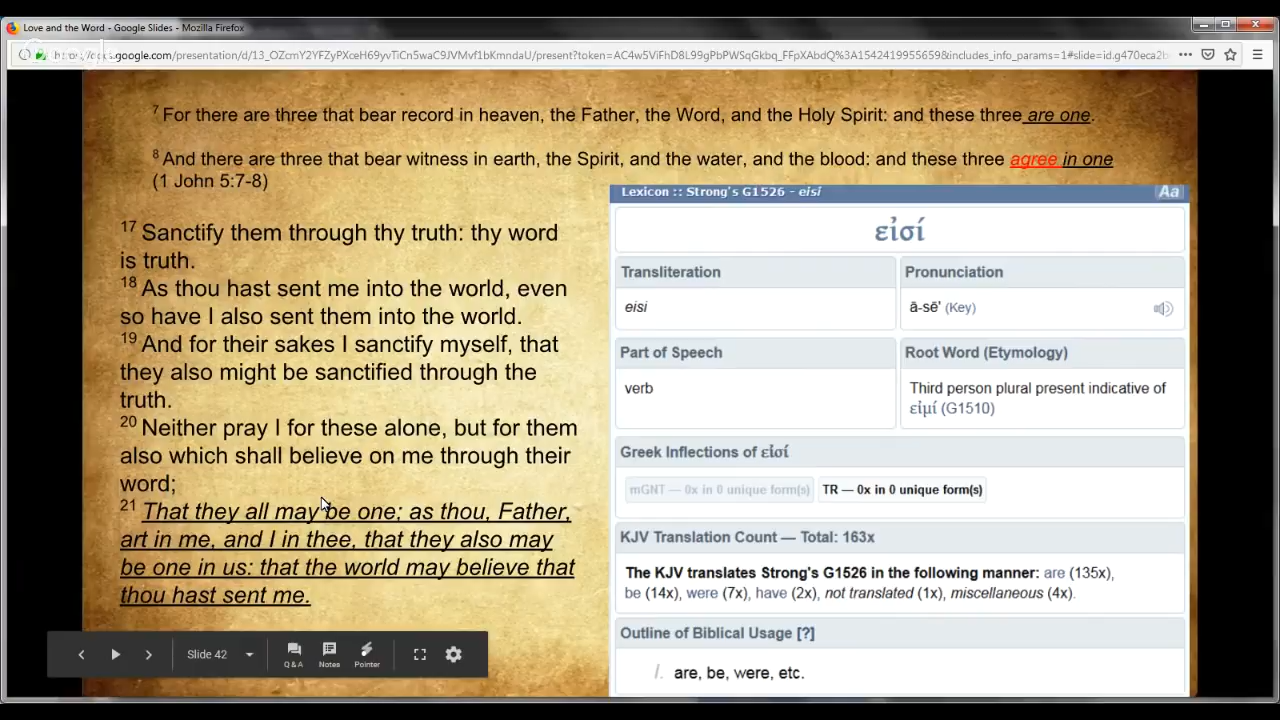 Love and the Word - Google Slides - Mozilla Firefox
7 For there are three that bear record in heaven, the Father, the Word, and the Holy Spirit: and these three are one.
8 And there are three that bear witness in earth, the Spirit, and the water, and the blood: and these three agree in one
(1 John 5:7-8)
17 Sanctify them through thy truth: thy word
is truth.
18 As thou hast sent me into the world, even
so have I also sent them into the world.
19 And for their sakes I sanctify myself, that
they also might be sanctified through the
truth.
20 Neither pray I for these alone, but for them
also which shall believe on me through their
word;
21 That they all may be one; as thou, Father,
art in me, and I in thee, that they also may
be one in us: that the world may believe that
thou hast sent me.
Lexicon :: Strong's G1526 - eisi
Aa
εἰσί
Transliteration
eisi
Pronunciation
ā-sē' (Key)
Part of Speech
verb
Root Word (Etymology)
Third person plural present indicative of
εἰμί (G1510)
Greek Inflections of εἰσί
mGNT — 0x in 0 unique form(s) TR — 0x in 0 unique form(s)
KJV Translation Count — Total: 163x
The KJV translates Strong's G1526 in the following manner: are (135x),
be (14x), were (7x), have (2x), not translated (1x), miscellaneous (4x).
Outline of Biblical Usage [?]
I. are, be, were, etc.
Slide 42
Q&A
Notes
Pointer